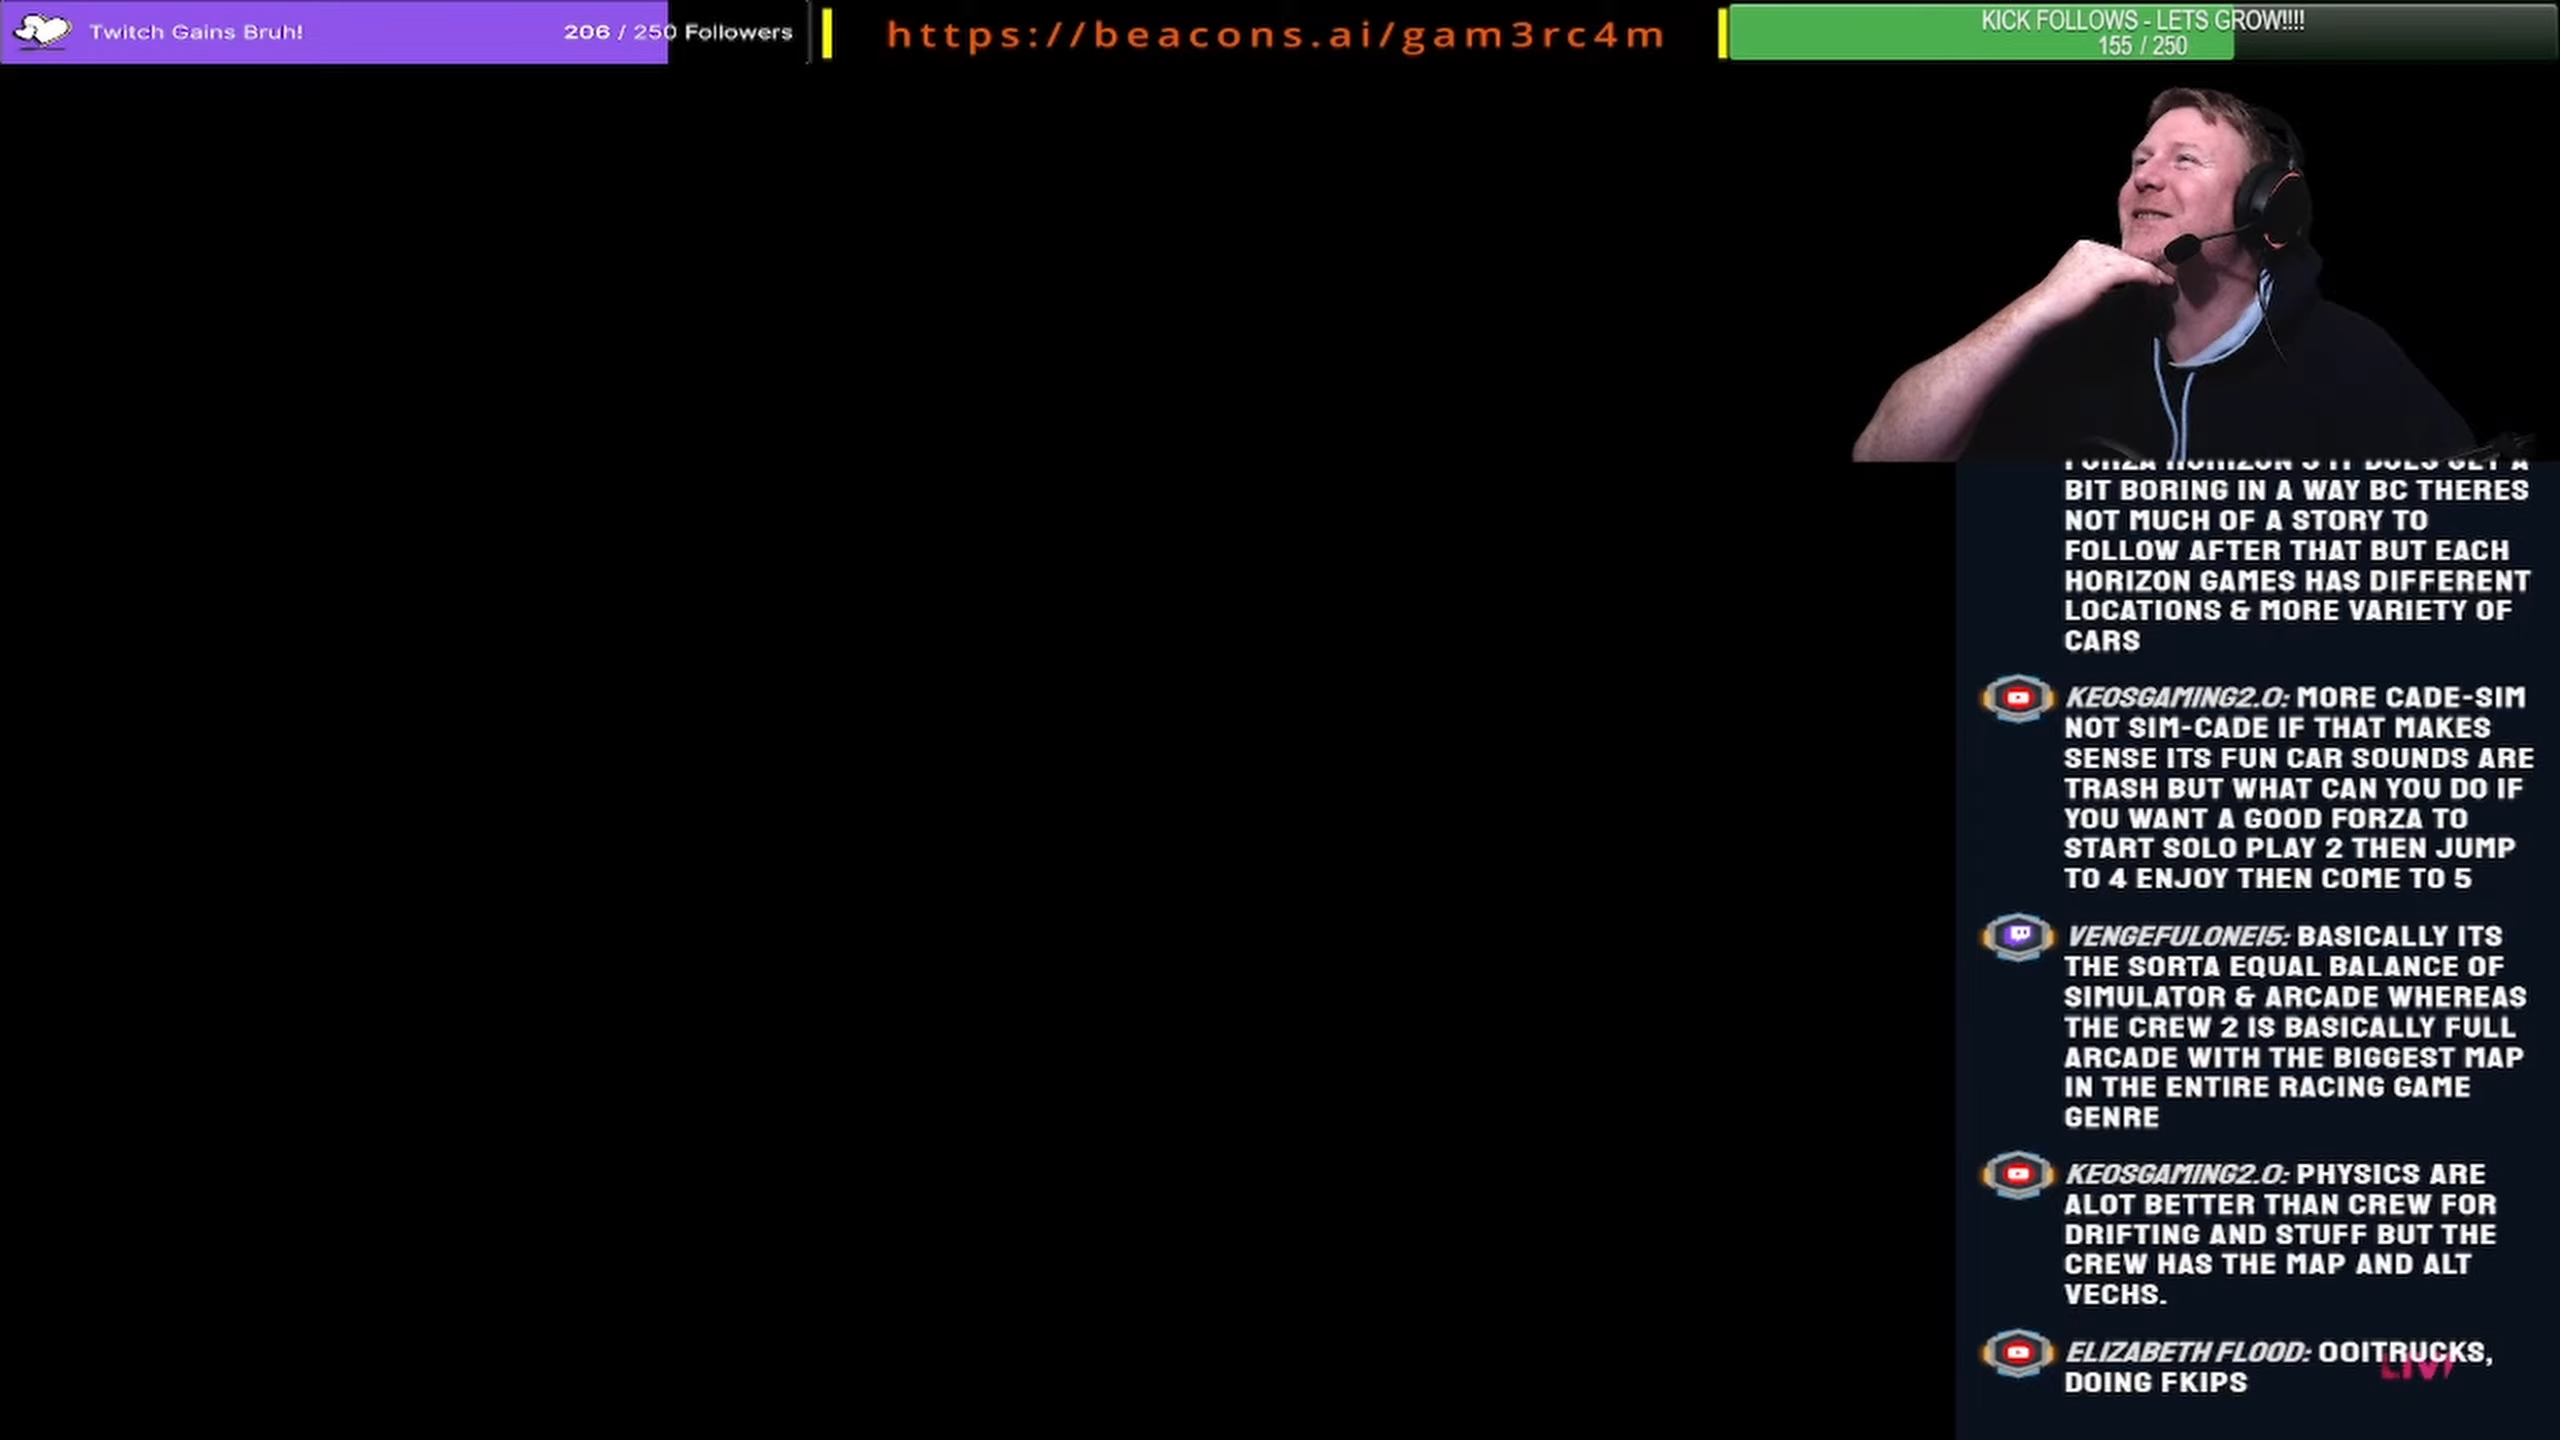 Twitch Gains Bruh!
206 / 250 Followers
https://beacons.ai/gam3rc4m
KICK FOLLOWS - LETS GROW!!!!
155 / 250
FORZA HORIZON 5 IT DOES GET A
BIT BORING IN A WAY BC THERES
NOT MUCH OF A STORY TO
FOLLOW AFTER THAT BUT EACH
HORIZON GAMES HAS DIFFERENT
LOCATIONS & MORE VARIETY OF
CARS
KEOSGAMING2.0: MORE CADE-SIM
NOT SIM-CADE IF THAT MAKES
SENSE ITS FUN CAR SOUNDS ARE
TRASH BUT WHAT CAN YOU DO IF
YOU WANT A GOOD FORZA TO
START SOLO PLAY 2 THEN JUMP
TO 4 ENJOY THEN COME TO 5
VENGEFULONE15: BASICALLY ITS
THE SORTA EQUAL BALANCE OF
SIMULATOR & ARCADE WHEREAS
THE CREW 2 IS BASICALLY FULL
ARCADE WITH THE BIGGEST MAP
IN THE ENTIRE RACING GAME
GENRE
KEOSGAMING2.0: PHYSICS ARE
ALOT BETTER THAN CREW FOR
DRIFTING AND STUFF BUT THE
CREW HAS THE MAP AND ALT
VECHS.
ELIZABETH FLOOD: OOITRUCKS,
DOING FKIPS